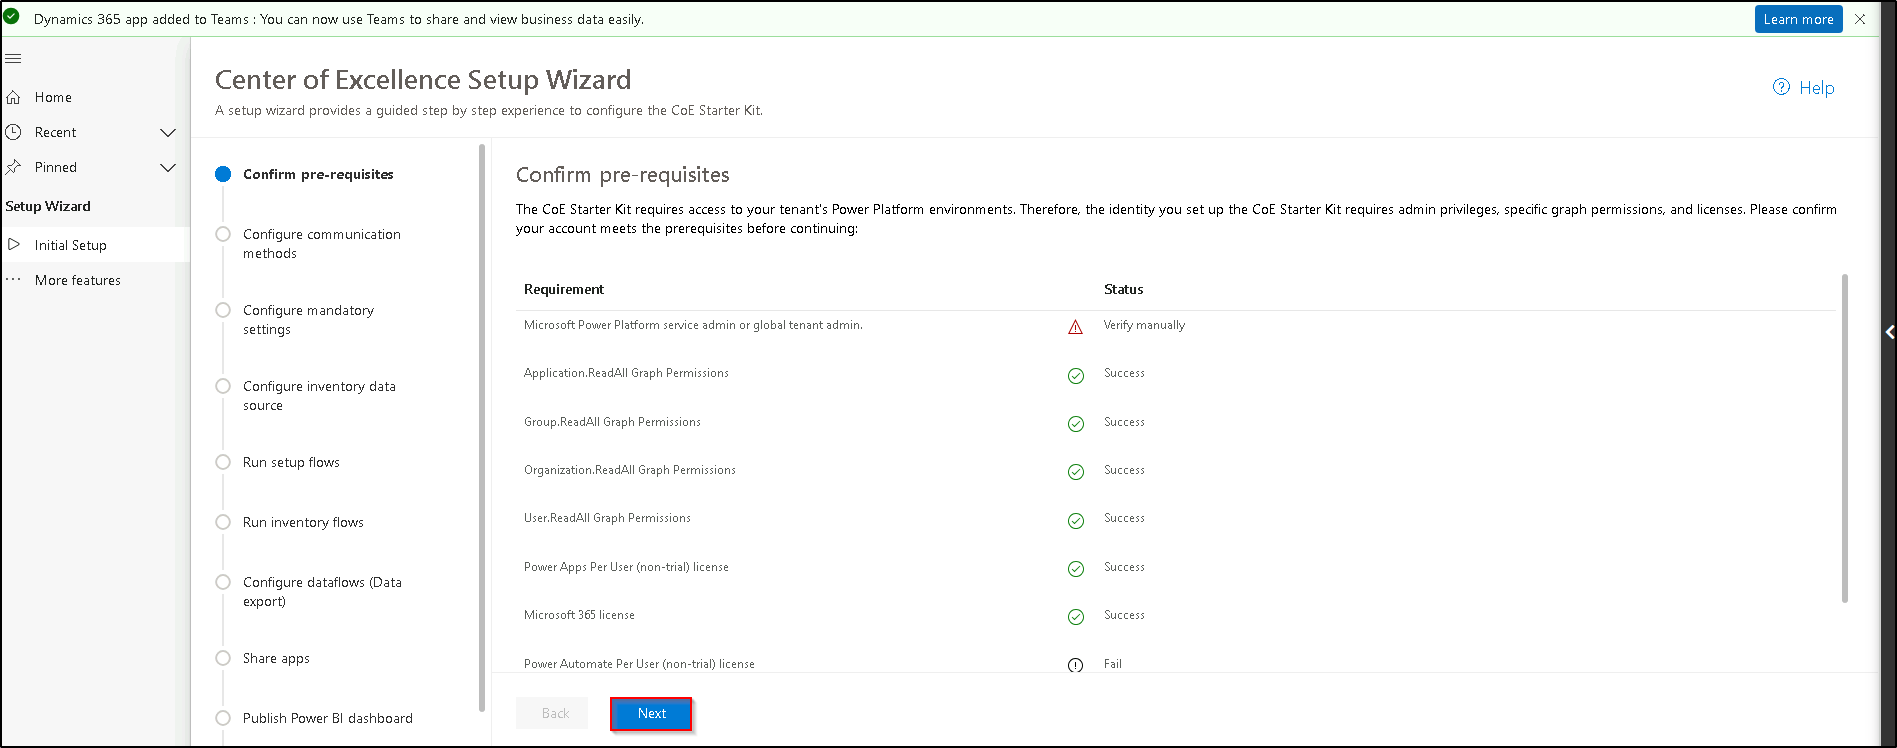 Dynamics 365 app added to Teams : You can now use Teams to share and view business data easily.
Learn more
Home
Recent
Pinned
Setup Wizard
Initial Setup
More features
Center of Excellence Setup Wizard
A setup wizard provides a guided step by step experience to configure the CoE Starter Kit.
Help
Confirm pre-requisites
Configure communication
methods
Configure mandatory
settings
Configure inventory data
source
Run setup flows
Run inventory flows
Configure dataflows (Data
export)
Share apps
Publish Power BI dashboard
Confirm pre-requisites
The CoE Starter Kit requires access to your tenant's Power Platform environments. Therefore, the identity you set up the CoE Starter Kit requires admin privileges, specific graph permissions, and licenses. Please confirm
your account meets the prerequisites before continuing:
Requirement Status
Microsoft Power Platform service admin or global tenant admin. Verify manually
Application.ReadAll Graph Permissions Success
Group.ReadAll Graph Permissions Success
Organization.ReadAll Graph Permissions Success
User.ReadAll Graph Permissions Success
Power Apps Per User (non-trial) license Success
Microsoft 365 license Success
Power Automate Per User (non-trial) license Fail
Back Next